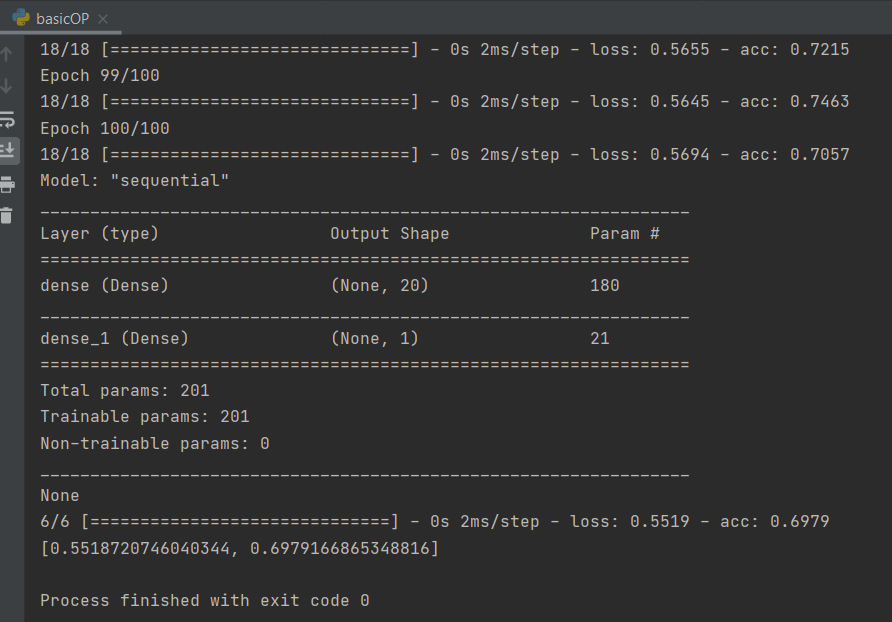 basicOP
18/18 [==============================] - 0s 2ms/step - loss: 0.5655 - acc: 0.7215
Epoch 99/100
18/18 [==============================] - 0s 2ms/step - loss: 0.5645 - acc: 0.7463
Epoch 100/100
18/18 [==============================] - 0s 2ms/step - loss: 0.5694 - acc: 0.7057
Model: "sequential"
_________________________________________________________________
Layer (type)                 Output Shape              Param #
=================================================================
dense (Dense)                (None, 20)                180
_________________________________________________________________
dense_1 (Dense)              (None, 1)                 21
=================================================================
Total params: 201
Trainable params: 201
Non-trainable params: 0
_________________________________________________________________
None
6/6 [==============================] - 0s 2ms/step - loss: 0.5519 - acc: 0.6979
[0.5518720746040344, 0.6979166865348816]
Process finished with exit code 0